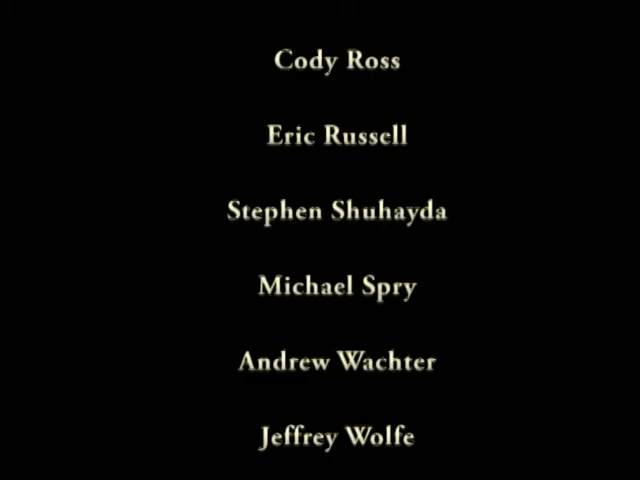 Cody Ross
Eric Russell
Stephen Shuhayda
Michael Spry
Andrew Wachter
Jeffrey Wolfe